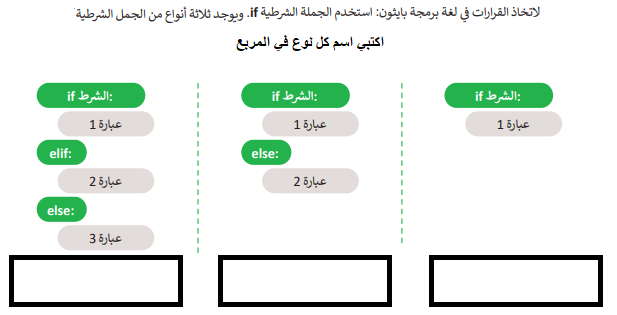 لاتخاذ القرارات في لغة برمجة بايثون: استخدم الجملة الشرطية if. ويوجد ثلاثة أنواع من الجمل الشرطية:
اكتبي اسم كل نوع في المربع
if الشرط:
عبارة 1
if الشرط:
عبارة 1
else:
عبارة 2
if الشرط:
عبارة 1
elif:
عبارة 2
else:
عبارة 3